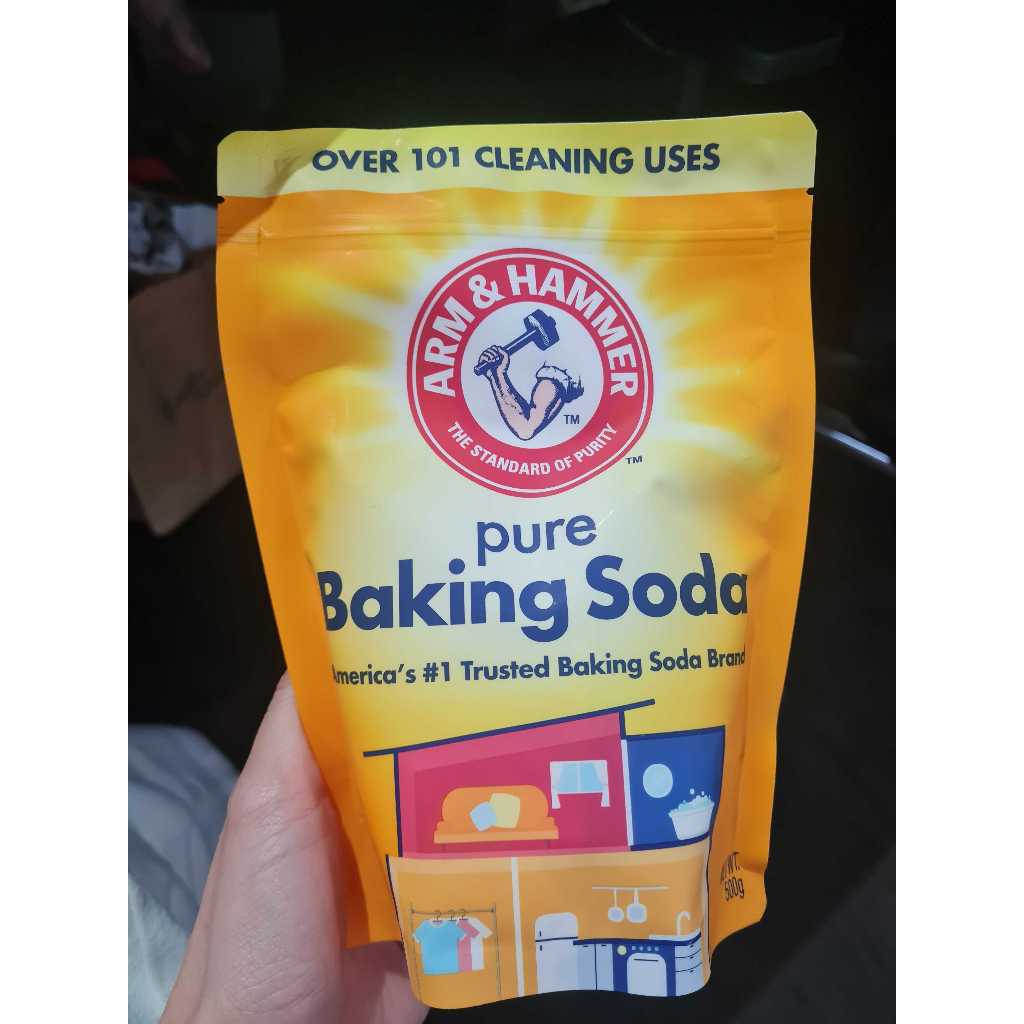 OVER 101 CLEANING USES
ARM & HAMMER
TM
THE STANDARD OF PURITY
TM
pure
Baking Soda
America's #1 Trusted Baking Soda Brand
WT.
500g